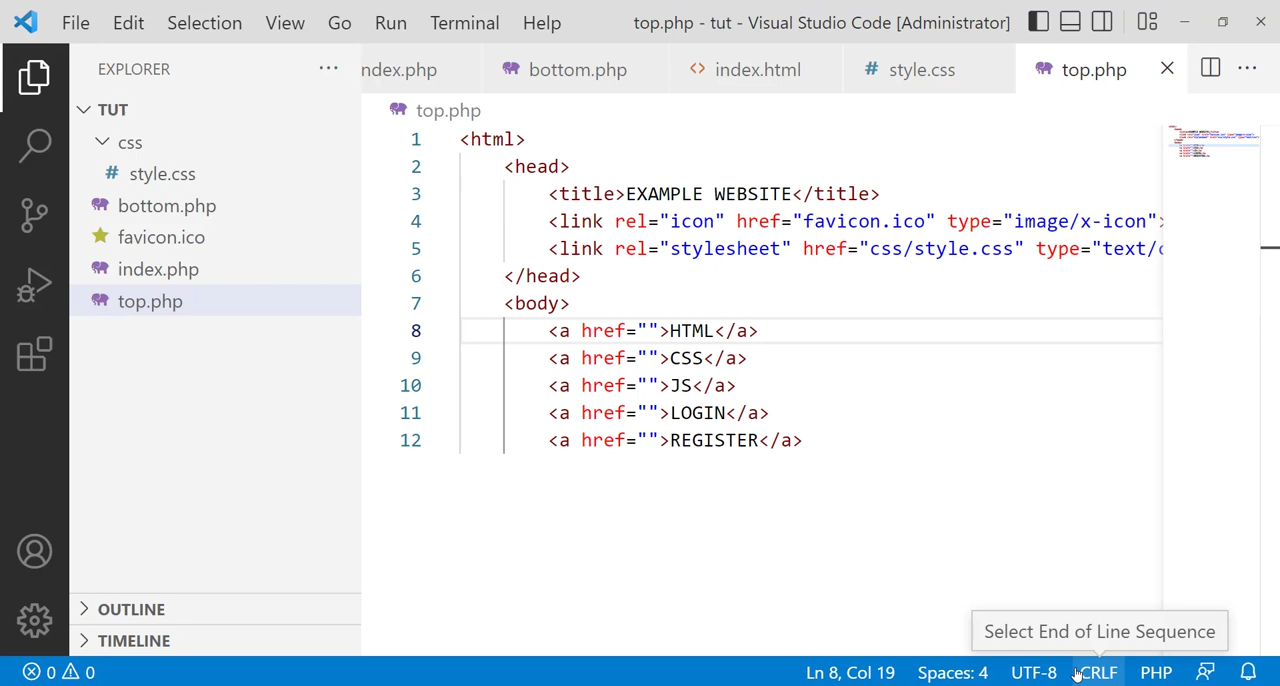 File Edit Selection View Go Run Terminal Help top.php - tut - Visual Studio Code [Administrator]
EXPLORER
ndex.php bottom.php index.html # style.css top.php
TUT
css
# style.css
bottom.php
favicon.ico
index.php
top.php
OUTLINE
TIMELINE
top.php
1 <html>
2 <head>
3 <title>EXAMPLE WEBSITE</title>
4 <link rel="icon" href="favicon.ico" type="image/x-icon">
5 <link rel="stylesheet" href="css/style.css" type="text/c
6 </head>
7 <body>
8 <a href="">HTML</a>
9 <a href="">CSS</a>
10 <a href="">JS</a>
11 <a href="">LOGIN</a>
12 <a href="">REGISTER</a>
Select End of Line Sequence
0 0 Ln 8, Col 19 Spaces: 4 UTF-8 CRLF PHP